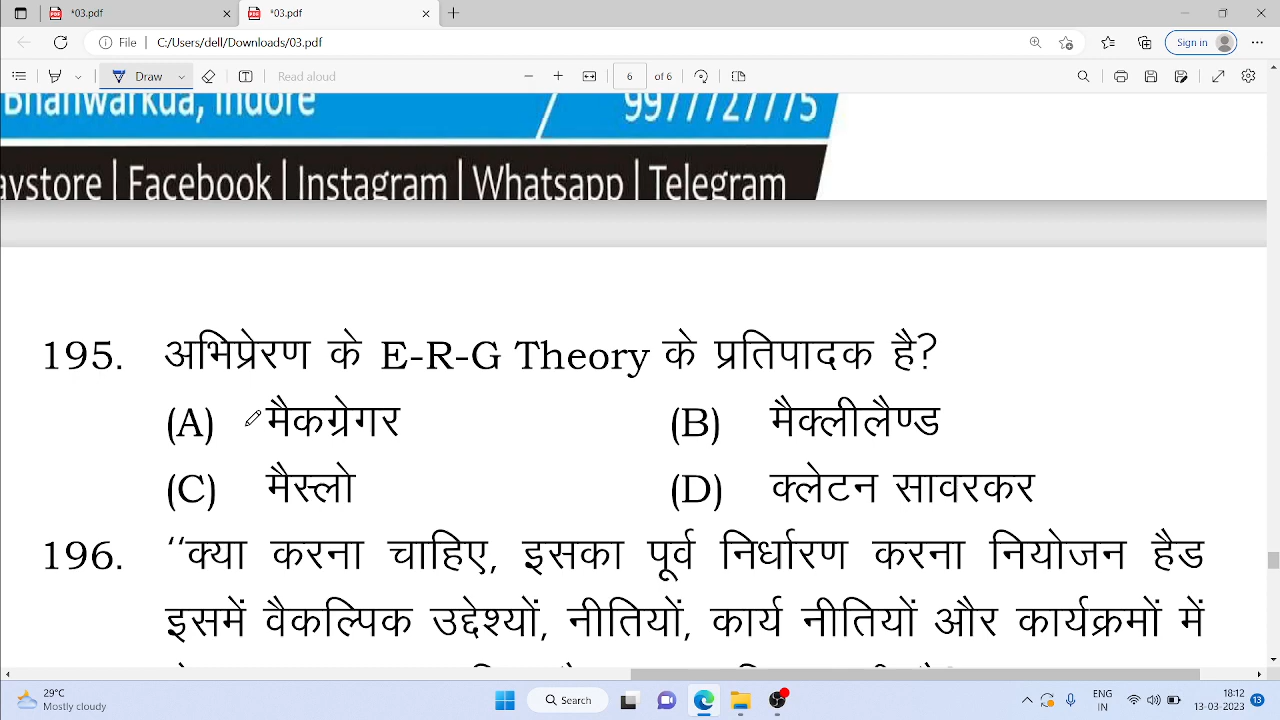 *03.pdf
*03.pdf
File
C:/Users/dell/Downloads/03.pdf
Sign in
Draw
Read aloud
6 of 6
Bhanwarkua, Indore
9977727775
aystore | Facebook | Instagram | Whatsapp | Telegram
195. अभिप्रेरण के E-R-G Theory के प्रतिपादक है?
(A) मैकग्रेगर (B) मैक्लीलैण्ड
(C) मैस्लो (D) क्लेटन सावरकर
196. ‘‘क्या करना चाहिए, इसका पूर्व निर्धारण करना नियोजन हैड
इसमें वैकल्पिक उद्देश्यों, नीतियों, कार्य नीतियों और कार्यक्रमों में
29°C
Mostly cloudy
Search
ENG
IN
18:12
13-03-2023
13